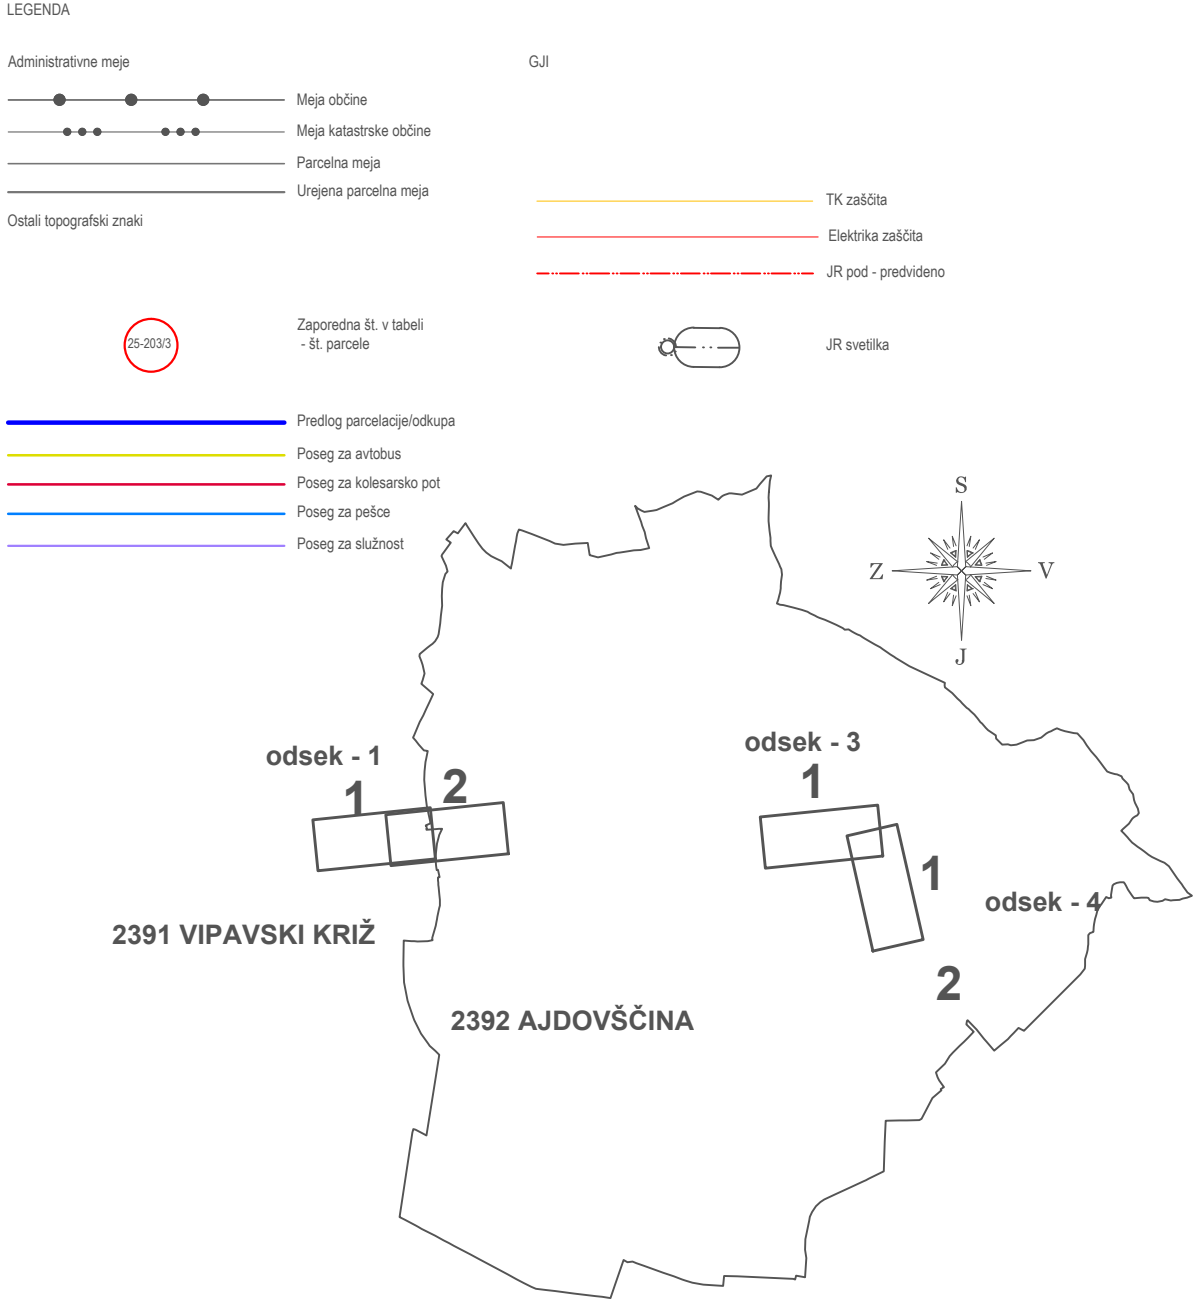 LEGENDA
Administrativne meje
Meja občine
Meja katastrske občine
Parcelna meja
Urejena parcelna meja
Ostali topografski znaki
25-203/3
Zaporedna št. v tabeli
- št. parcele
Predlog parcelacije/odkupa
Poseg za avtobus
Poseg za kolesarsko pot
Poseg za pešce
Poseg za služnost
GJI
TK zaščita
Elektrika zaščita
JR pod - predvideno
JR svetilka
S
Z
V
J
odsek - 1
1
2
odsek - 3
1
1
odsek - 4
2
2391 VIPAVSKI KRIŽ
2392 AJDOVŠČINA